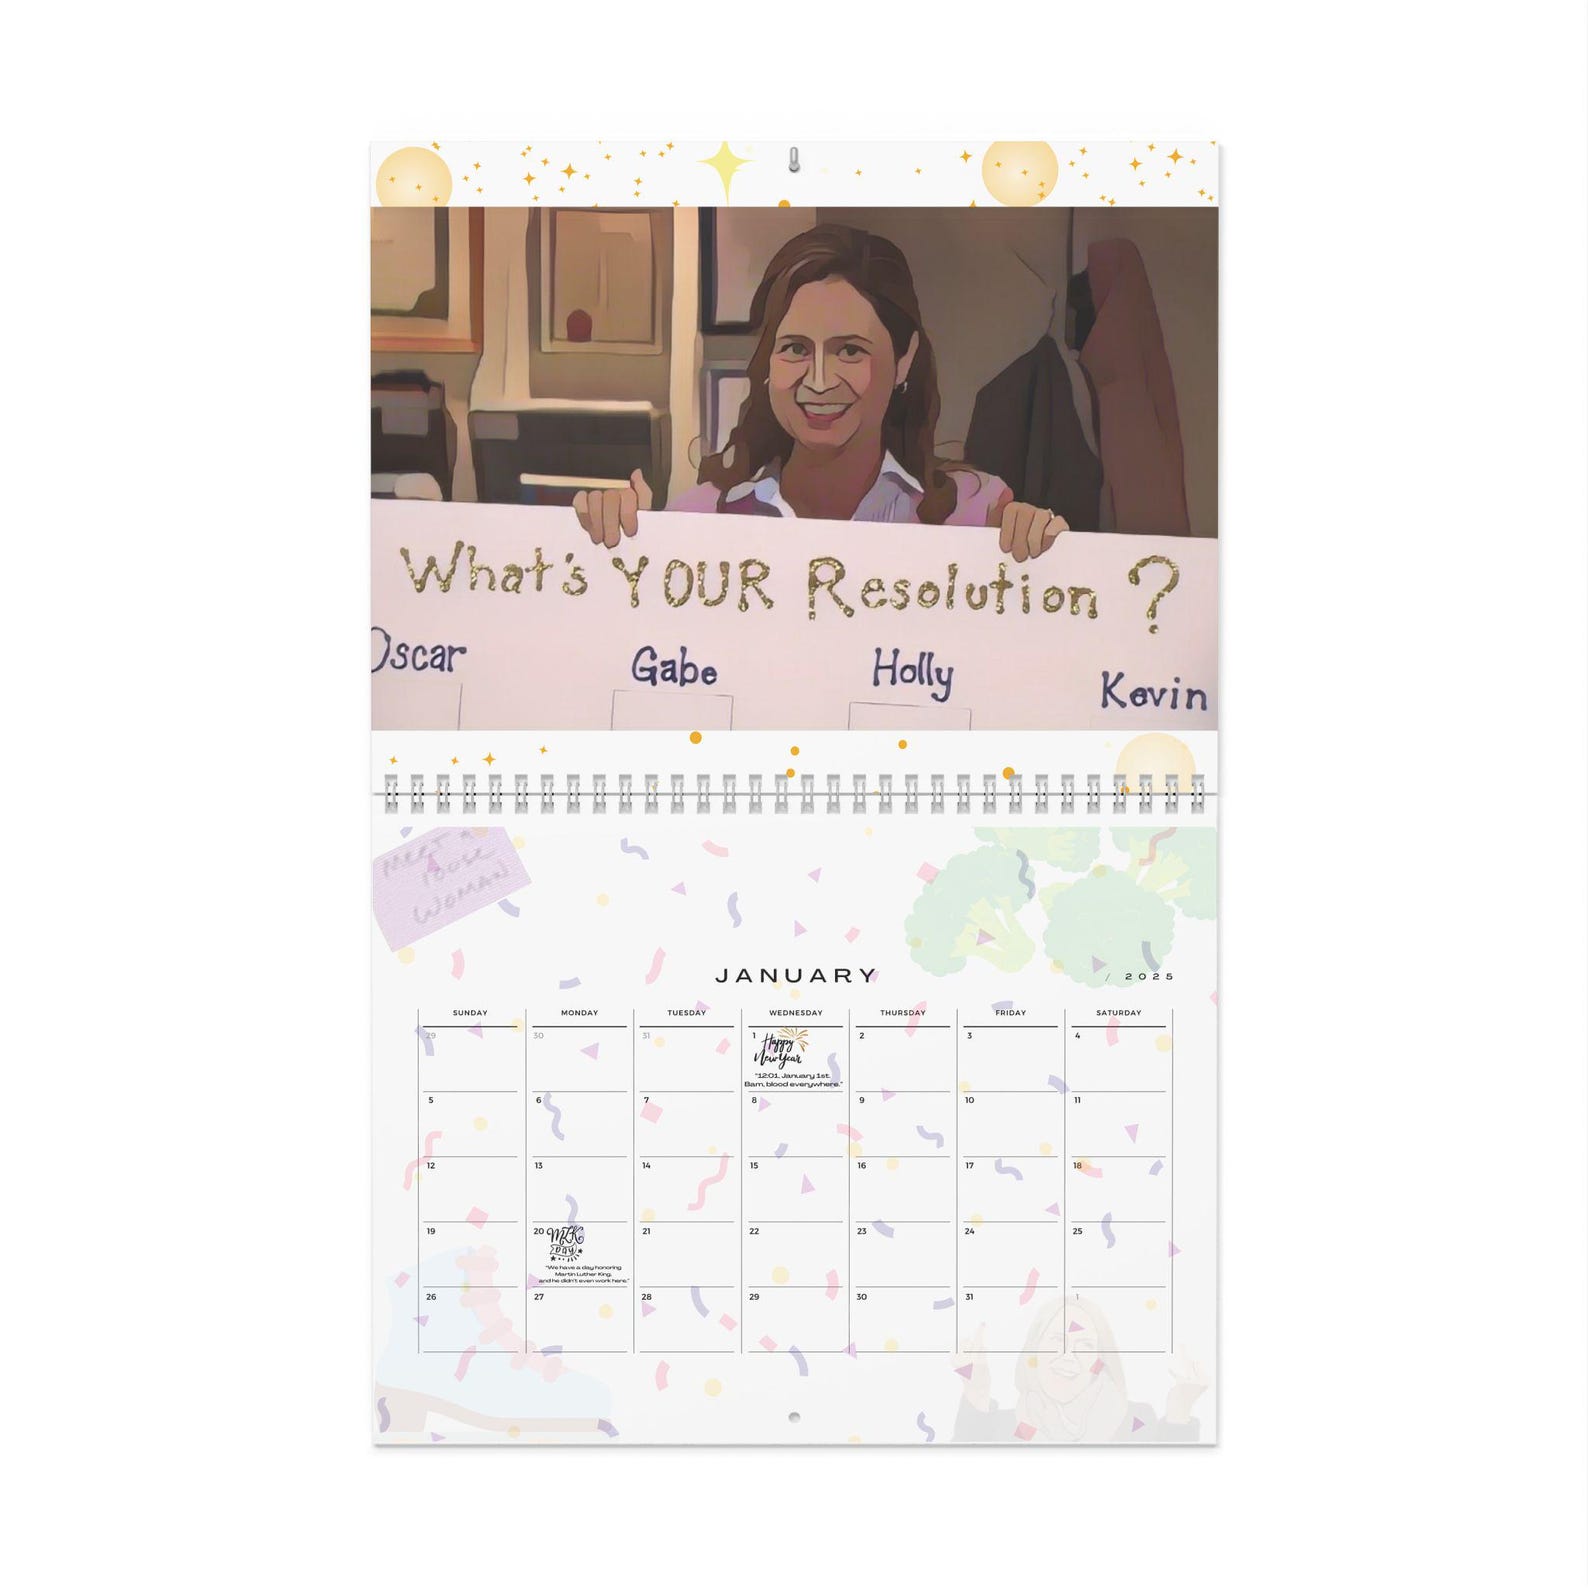 What's YOUR Resolution ?
Oscar Gabe Holly Kevin
MEET A
LOOSE
WOMAN
JANUARY / 2025
SUNDAY MONDAY TUESDAY WEDNESDAY THURSDAY FRIDAY SATURDAY
29 30 31 1 2 3 4
Happy
New Year
"12:01, January 1st.
Bam, blood everywhere."
5 6 7 8 9 10 11
12 13 14 15 16 17 18
19 20 21 22 23 24 25
MLK
DAY
"We have a day honoring
Martin Luther King,
and he didn't even work here."
26 27 28 29 30 31 1